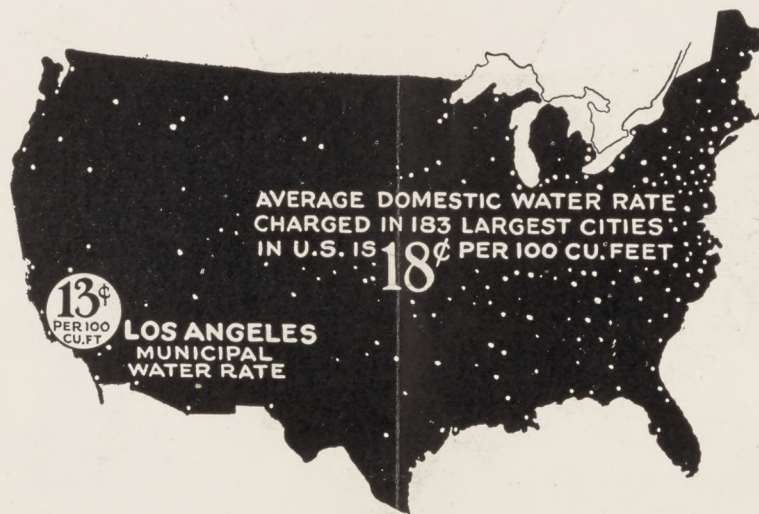 AVERAGE DOMESTIC WATER RATE
CHARGED IN 183 LARGEST CITIES
IN U.S. IS 18¢ PER 100 CU. FEET
13¢
PER 100
CU. FT
LOS ANGELES
MUNICIPAL
WATER RATE